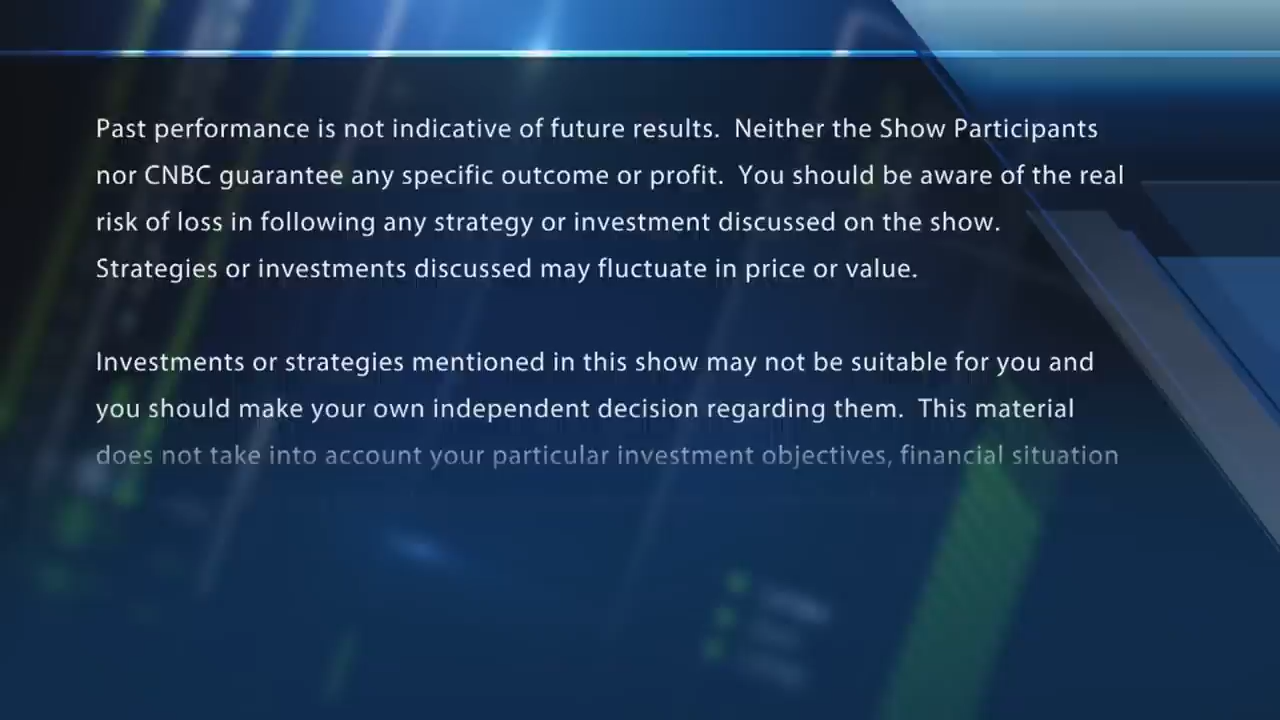 Past performance is not indicative of future results.  Neither the Show Participants
nor CNBC guarantee any specific outcome or profit.  You should be aware of the real
risk of loss in following any strategy or investment discussed on the show.
Strategies or investments discussed may fluctuate in price or value.
Investments or strategies mentioned in this show may not be suitable for you and
you should make your own independent decision regarding them.  This material
does not take into account your particular investment objectives, financial situation